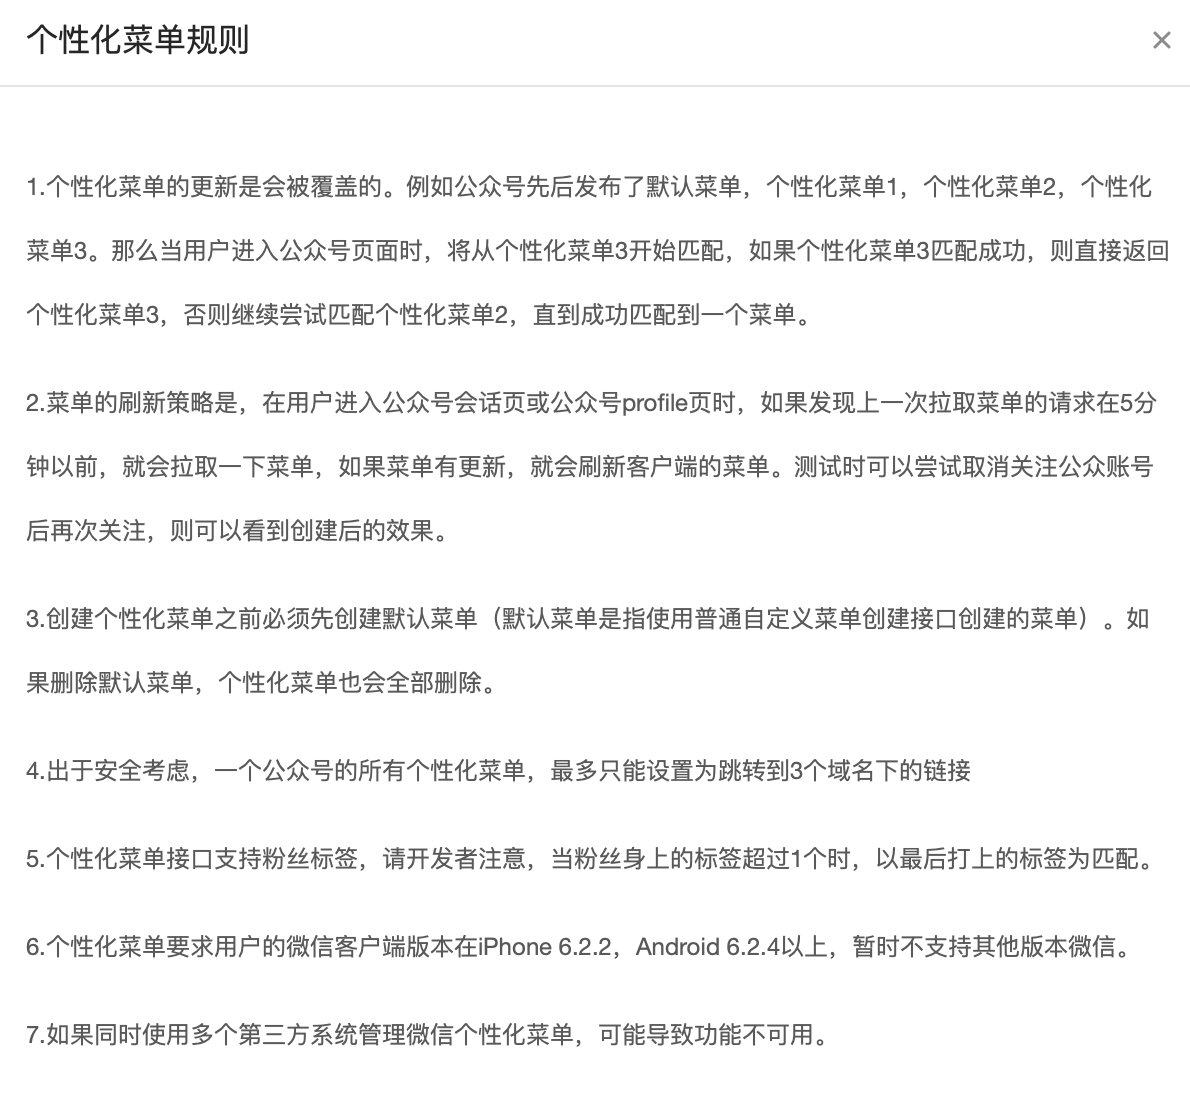 个性化菜单规则
1.个性化菜单的更新是会被覆盖的。例如公众号先后发布了默认菜单，个性化菜单1，个性化菜单2，个性化
菜单3。那么当用户进入公众号页面时，将从个性化菜单3开始匹配，如果个性化菜单3匹配成功，则直接返回
个性化菜单3，否则继续尝试匹配个性化菜单2，直到成功匹配到一个菜单。
2.菜单的刷新策略是，在用户进入公众号会话页或公众号profile页时，如果发现上一次拉取菜单的请求在5分
钟以前，就会拉取一下菜单，如果菜单有更新，就会刷新客户端的菜单。测试时可以尝试取消关注公众账号
后再次关注，则可以看到创建后的效果。
3.创建个性化菜单之前必须先创建默认菜单（默认菜单是指使用普通自定义菜单创建接口创建的菜单）。如
果删除默认菜单，个性化菜单也会全部删除。
4.出于安全考虑，一个公众号的所有个性化菜单，最多只能设置为跳转到3个域名下的链接
5.个性化菜单接口支持粉丝标签，请开发者注意，当粉丝身上的标签超过1个时，以最后打上的标签为匹配。
6.个性化菜单要求用户的微信客户端版本在iPhone 6.2.2，Android 6.2.4以上，暂时不支持其他版本微信。
7.如果同时使用多个第三方系统管理微信个性化菜单，可能导致功能不可用。